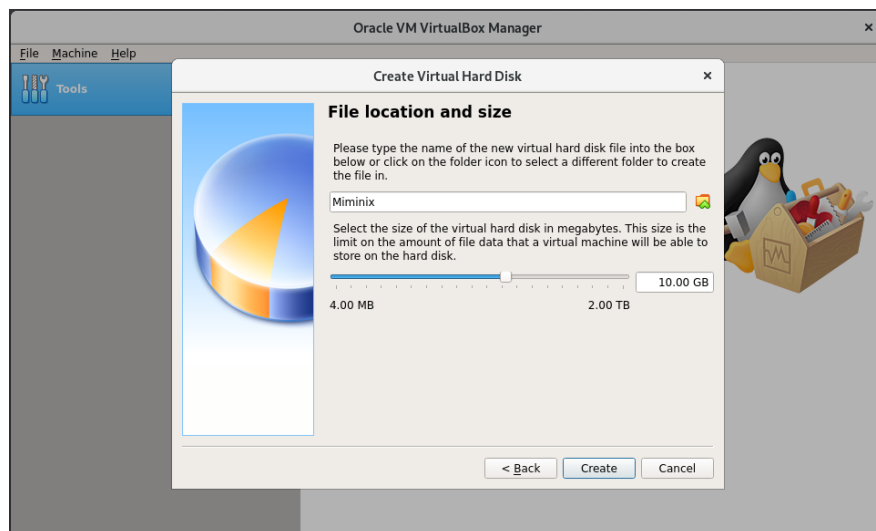 Oracle VM VirtualBox Manager
×
File Machine Help
Tools
Create Virtual Hard Disk
×
File location and size
Please type the name of the new virtual hard disk file into the box
below or click on the folder icon to select a different folder to create
the file in.
Miminix
Select the size of the virtual hard disk in megabytes. This size is the
limit on the amount of file data that a virtual machine will be able to
store on the hard disk.
10.00 GB
4.00 MB 2.00 TB
< Back Create Cancel